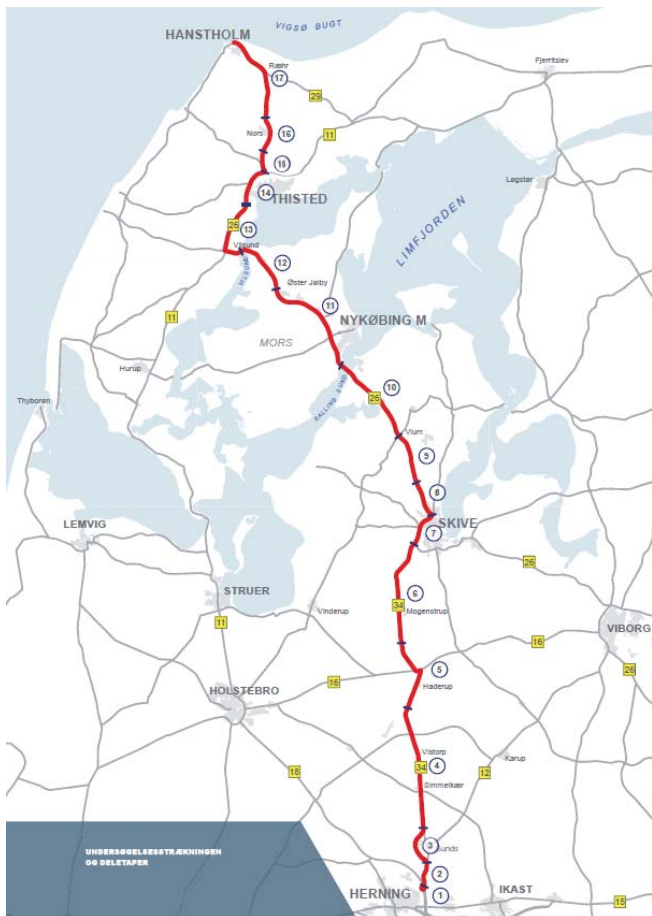 VIGSØ BUGT
HANSTHOLM
Ræhr
Fjerritslev
17
29
Nors
16
11
15
Løgstør
14
THISTED
26
13
Vilsund
LIMFJORDEN
VILSUND
12
Øster Jølby
11
11
NYKØBING M
MORS
Hurup
10
26
SALLING SUND
Thyborøn
Vium
9
8
LEMVIG
SKIVE
7
26
STRUER
6
34
Mogenstrup
Vinderup
11
VIBORG
16
26
5
16
Haderup
HOLSTEBRO
Vistorp
18
34
4
12
Karup
Simmelkær
UNDERSØGELSESSTRÆKNINGEN
OG DELETAPER
3
Sunds
2
HERNING
1
IKAST
15